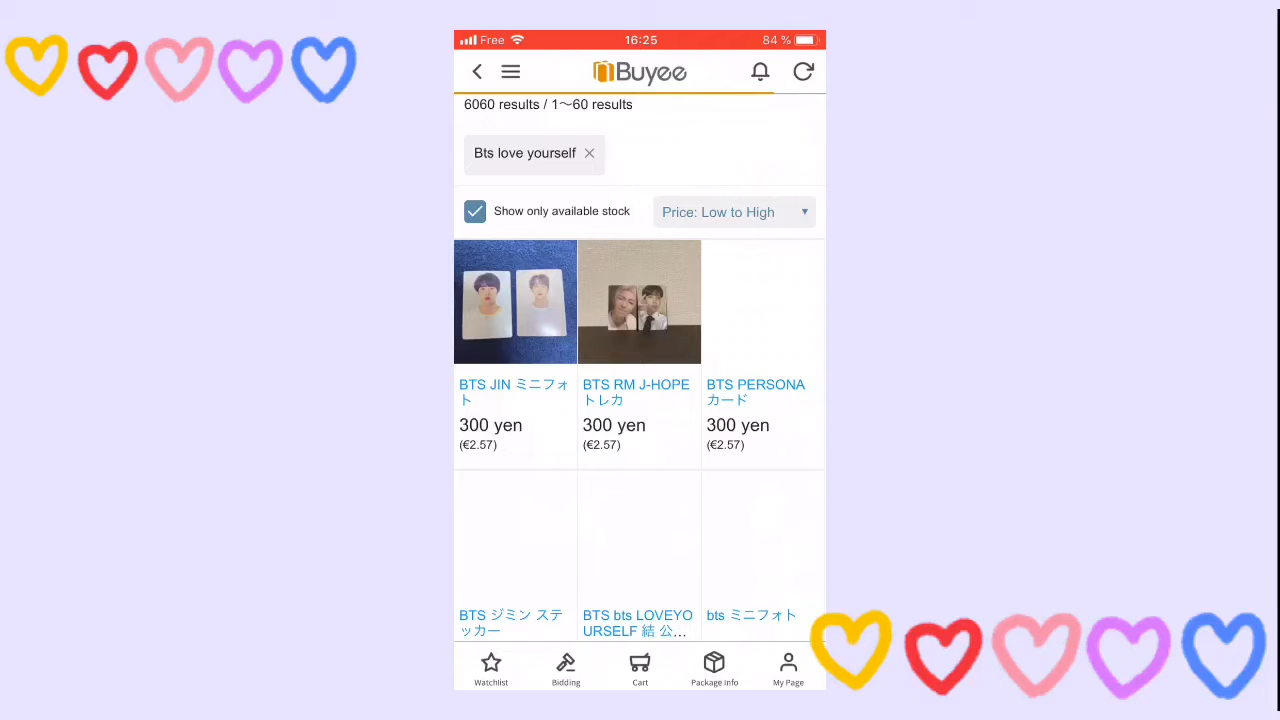 Free 16:25 84 %
Buyee
6060 results / 1～60 results
Bts love yourself
Show only available stock
Price: Low to High
BTS JIN ミニフォ
ト
300 yen
(€2.57)
BTS RM J-HOPE
トレカ
300 yen
(€2.57)
BTS PERSONA
カード
300 yen
(€2.57)
BTS ジミン ステ
ッカー
BTS bts LOVEYO
URSELF 結 公...
bts ミニフォト
Watchlist
Bidding
Cart
Package Info
My Page